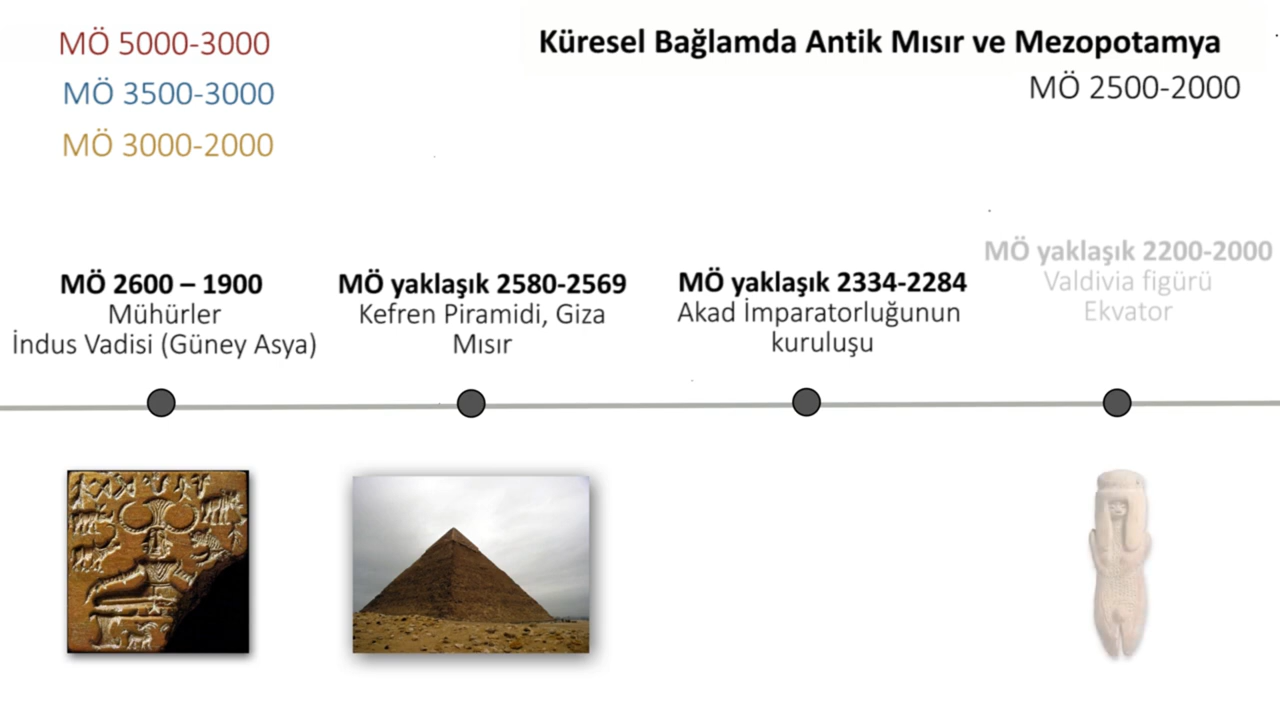 MÖ 5000-3000
MÖ 3500-3000
MÖ 3000-2000
Küresel Bağlamda Antik Mısır ve Mezopotamya
MÖ 2500-2000
MÖ 2600 – 1900
Mühürler
İndus Vadisi (Güney Asya)
MÖ yaklaşık 2580-2569
Kefren Piramidi, Giza
Mısır
MÖ yaklaşık 2334-2284
Akad İmparatorluğunun
kuruluşu
MÖ yaklaşık 2200-2000
Valdivia figürü
Ekvator